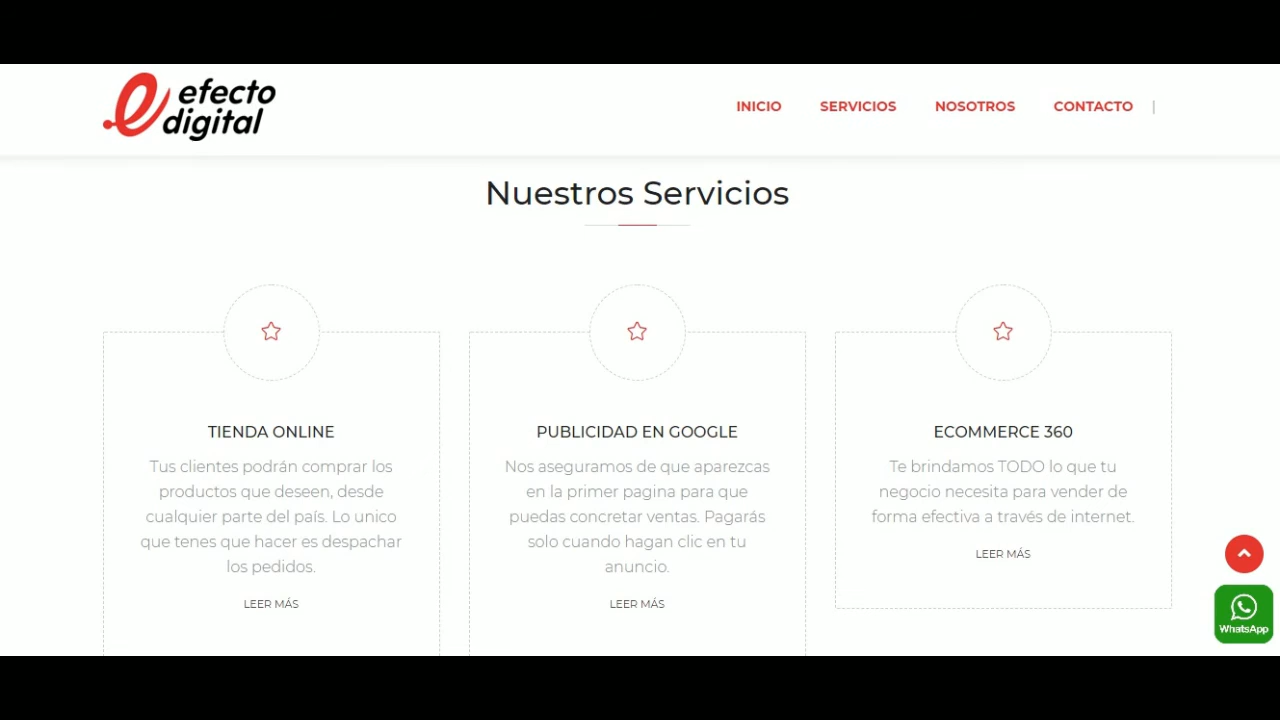 efecto
digital
INICIO SERVICIOS NOSOTROS CONTACTO |
Nuestros Servicios
TIENDA ONLINE
Tus clientes podrán comprar los
productos que deseen, desde
cualquier parte del país. Lo unico
que tenes que hacer es despachar
los pedidos.
LEER MÁS
PUBLICIDAD EN GOOGLE
Nos aseguramos de que aparezcas
en la primer pagina para que
puedas concretar ventas. Pagarás
solo cuando hagan clic en tu
anuncio.
LEER MÁS
ECOMMERCE 360
Te brindamos TODO lo que tu
negocio necesita para vender de
forma efectiva a través de internet.
LEER MÁS
WhatsApp